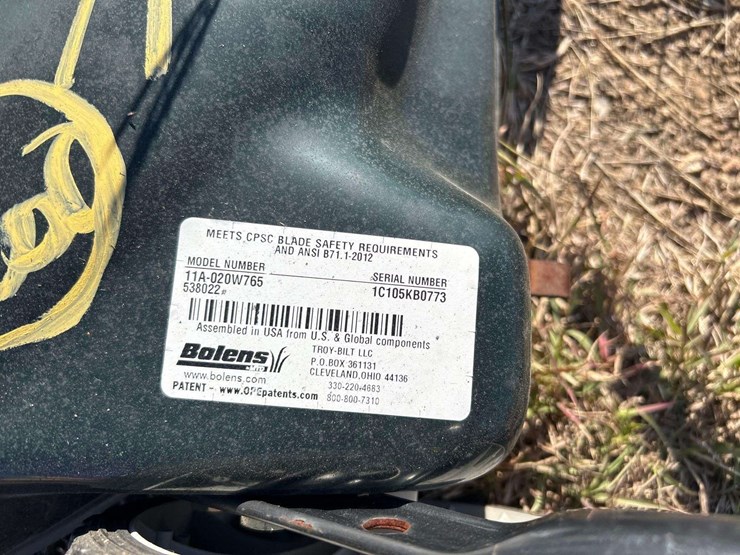 MEETS CPSC BLADE SAFETY REQUIREMENTS
AND ANSI B71.1-2012
MODEL NUMBER
11A-020W765
538022#
SERIAL NUMBER
1C105KB0773
Assembled in USA from U.S. & Global components
Bolens
www.bolens.com
PATENT - www.OPEpatents.com
TROY-BILT LLC
P.O.BOX 361131
CLEVELAND,OHIO 44136
330-220-4683
800-800-7310